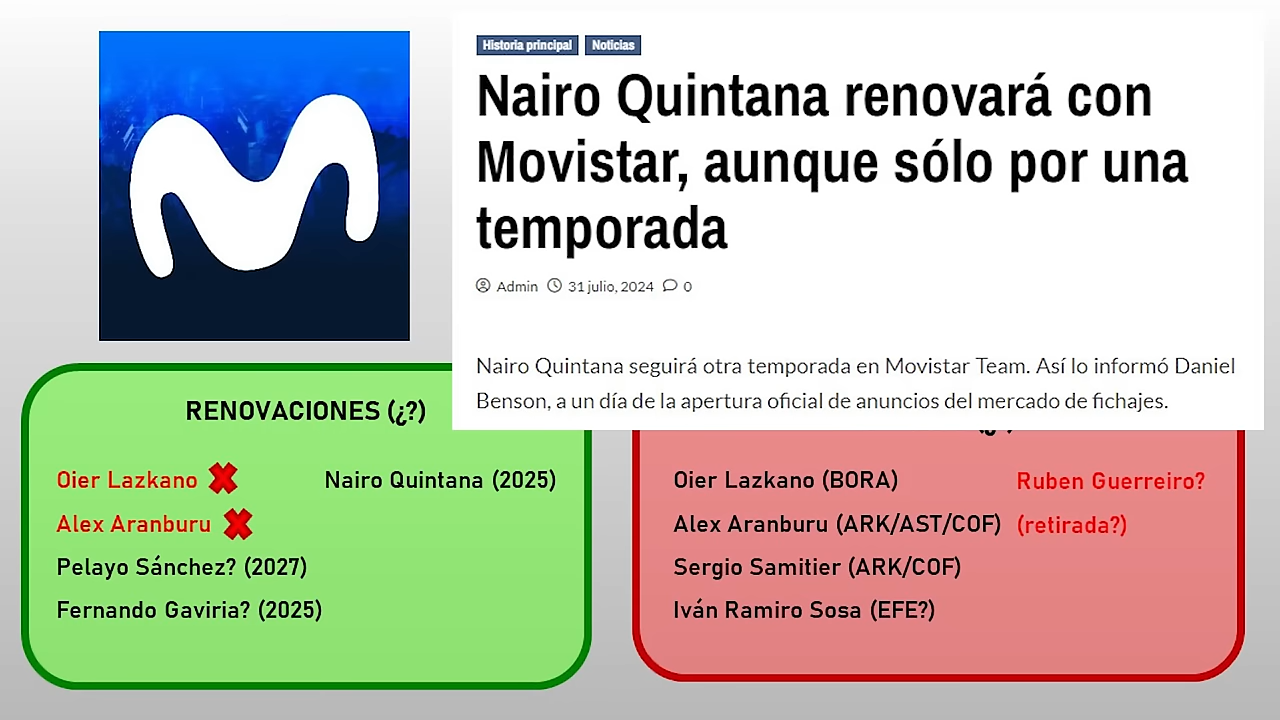 Historia principal Noticias
Nairo Quintana renovará con
Movistar, aunque sólo por una
temporada
Admin 31 julio, 2024 0
Nairo Quintana seguirá otra temporada en Movistar Team. Así lo informó Daniel
Benson, a un día de la apertura oficial de anuncios del mercado de fichajes.
RENOVACIONES (¿?)
Oier Lazkano
Alex Aranburu
Pelayo Sánchez? (2027)
Fernando Gaviria? (2025)
Nairo Quintana (2025)
Oier Lazkano (BORA)
Alex Aranburu (ARK/AST/COF)
Sergio Samitier (ARK/COF)
Iván Ramiro Sosa (EFE?)
Ruben Guerreiro?
(retirada?)